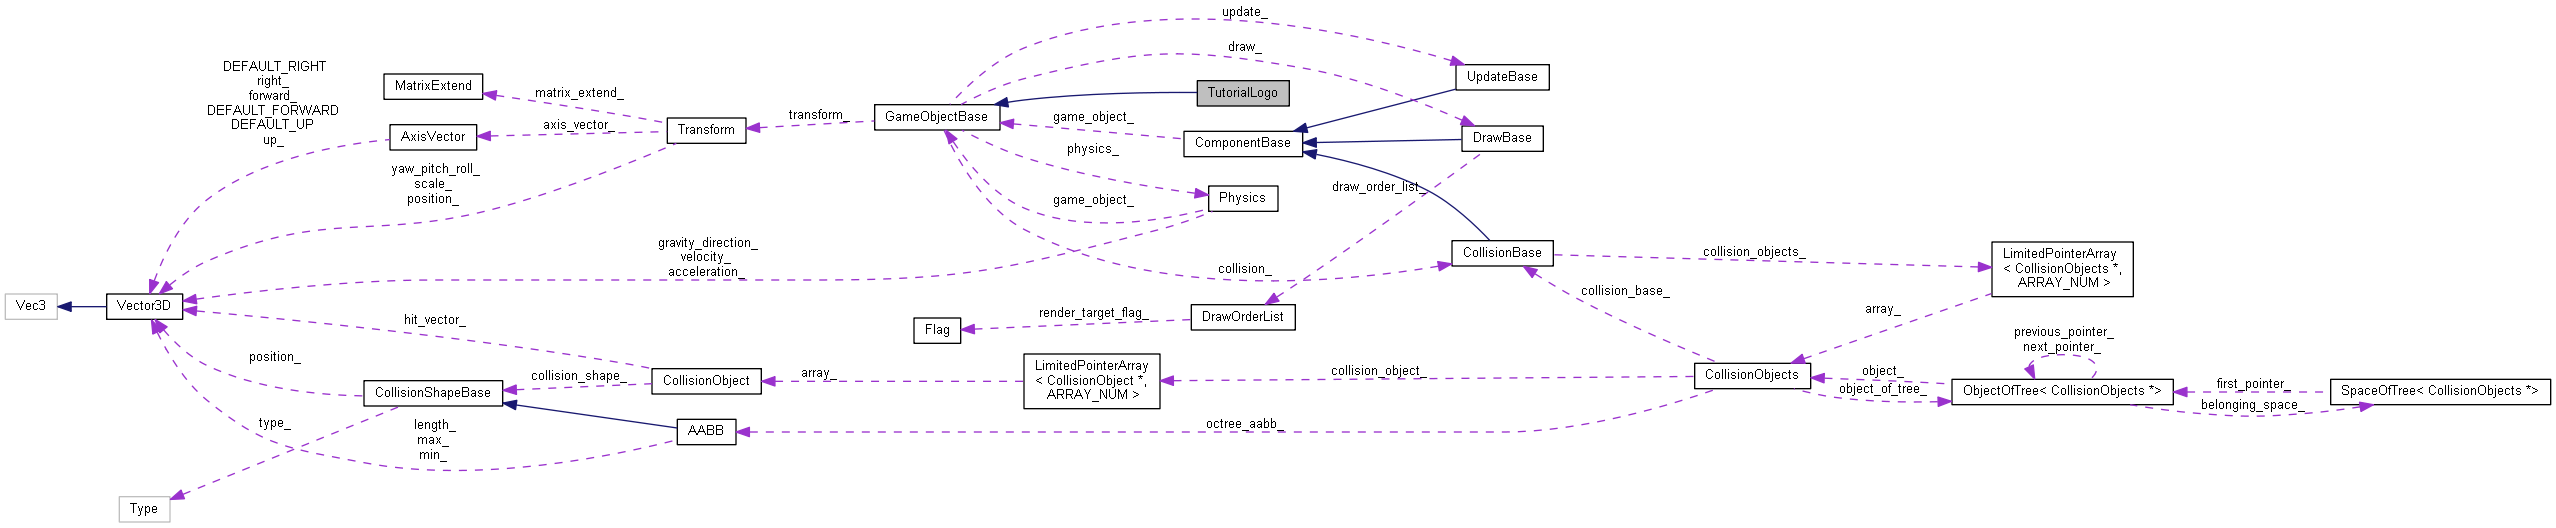 update_
draw_
DEFAULT_RIGHT
right_
forward_
DEFAULT_FORWARD
DEFAULT_UP
up_
MatrixExtend
matrix_extend_
AxisVector
axis_vector_
Transform
transform_
GameObjectBase
TutorialLogo
UpdateBase
game_object_
ComponentBase
DrawBase
physics_
yaw_pitch_roll_
scale_
position_
Physics
game_object_
draw_order_list_
gravity_direction_
velocity_
acceleration_
collision_
CollisionBase
collision_objects_
LimitedPointerArray
< CollisionObjects *,
ARRAY_NUM >
Vec3
Vector3D
hit_vector_
Flag
render_target_flag_
DrawOrderList
collision_base_
array_
previous_pointer_
next_pointer_
position_
CollisionShapeBase
collision_shape_
CollisionObject
array_
LimitedPointerArray
< CollisionObject *,
ARRAY_NUM >
collision_object_
CollisionObjects
object_
object_of_tree_
ObjectOfTree< CollisionObjects *>
first_pointer_
belonging_space_
SpaceOfTree< CollisionObjects *>
type_
length_
max_
min_
AABB
octree_aabb_
Type